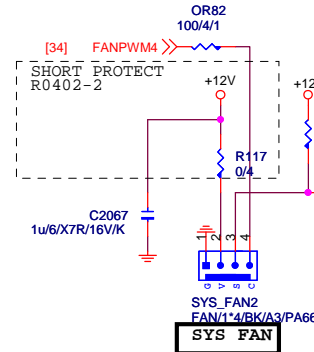 OR82
100/4/1
[34] FANPWM4
SHORT PROTECT
R0402-2
+12V
+12
R117
0/4
C2067
1u/6/X7R/16V/K
1 2 3 4
G V S C
SYS_FAN2
FAN/1*4/BK/A3/PA66
SYS FAN